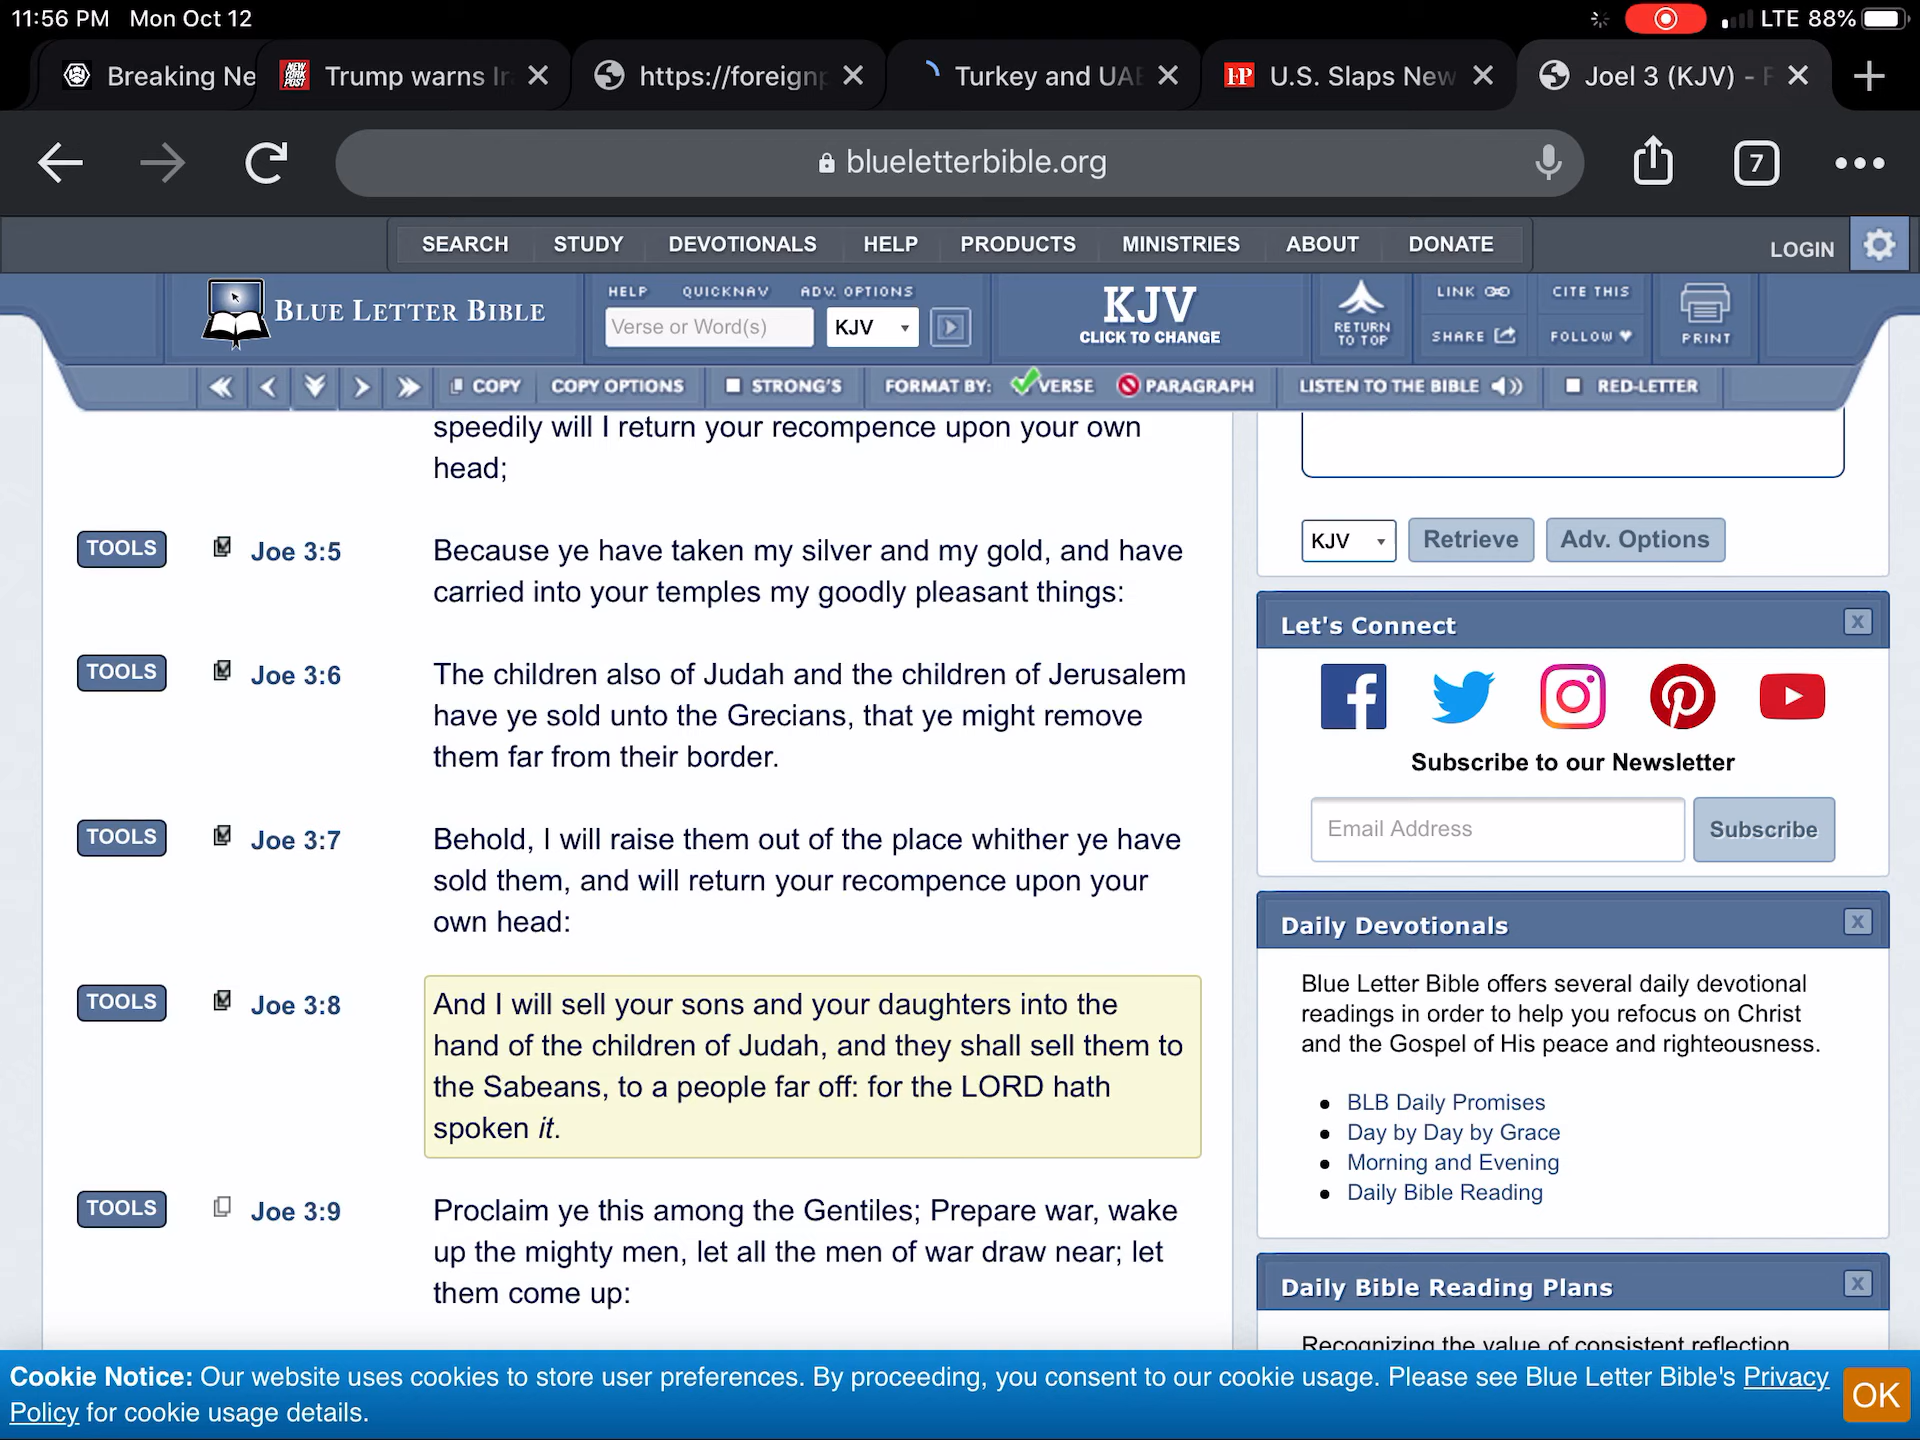 11:56 PM Mon Oct 12
LTE 88%
Breaking Ne
Trump warns Ir
https://foreignp
Turkey and UAE
FP U.S. Slaps New
Joel 3 (KJV) - F
blueletterbible.org
7
SEARCH STUDY DEVOTIONALS HELP PRODUCTS MINISTRIES ABOUT DONATE
LOGIN
BLUE LETTER BIBLE
HELP QUICKNAV ADV. OPTIONS
Verse or Word(s) KJV
KJV
CLICK TO CHANGE
RETURN
TO TOP
LINK
SHARE
CITE THIS
FOLLOW
PRINT
COPY COPY OPTIONS STRONG'S FORMAT BY: VERSE PARAGRAPH LISTEN TO THE BIBLE RED-LETTER
speedily will I return your recompence upon your own
head;
TOOLS Joe 3:5 Because ye have taken my silver and my gold, and have
carried into your temples my goodly pleasant things:
TOOLS Joe 3:6 The children also of Judah and the children of Jerusalem
have ye sold unto the Grecians, that ye might remove
them far from their border.
TOOLS Joe 3:7 Behold, I will raise them out of the place whither ye have
sold them, and will return your recompence upon your
own head:
TOOLS Joe 3:8 And I will sell your sons and your daughters into the
hand of the children of Judah, and they shall sell them to
the Sabeans, to a people far off: for the LORD hath
spoken it.
TOOLS Joe 3:9 Proclaim ye this among the Gentiles; Prepare war, wake
up the mighty men, let all the men of war draw near; let
them come up:
KJV Retrieve Adv. Options
Let's Connect X
Subscribe to our Newsletter
Email Address Subscribe
Daily Devotionals X
Blue Letter Bible offers several daily devotional
readings in order to help you refocus on Christ
and the Gospel of His peace and righteousness.
BLB Daily Promises
Day by Day by Grace
Morning and Evening
Daily Bible Reading
Daily Bible Reading Plans X
Recognizing the value of consistent reflection
Cookie Notice: Our website uses cookies to store user preferences. By proceeding, you consent to our cookie usage. Please see Blue Letter Bible's Privacy
Policy for cookie usage details.
OK